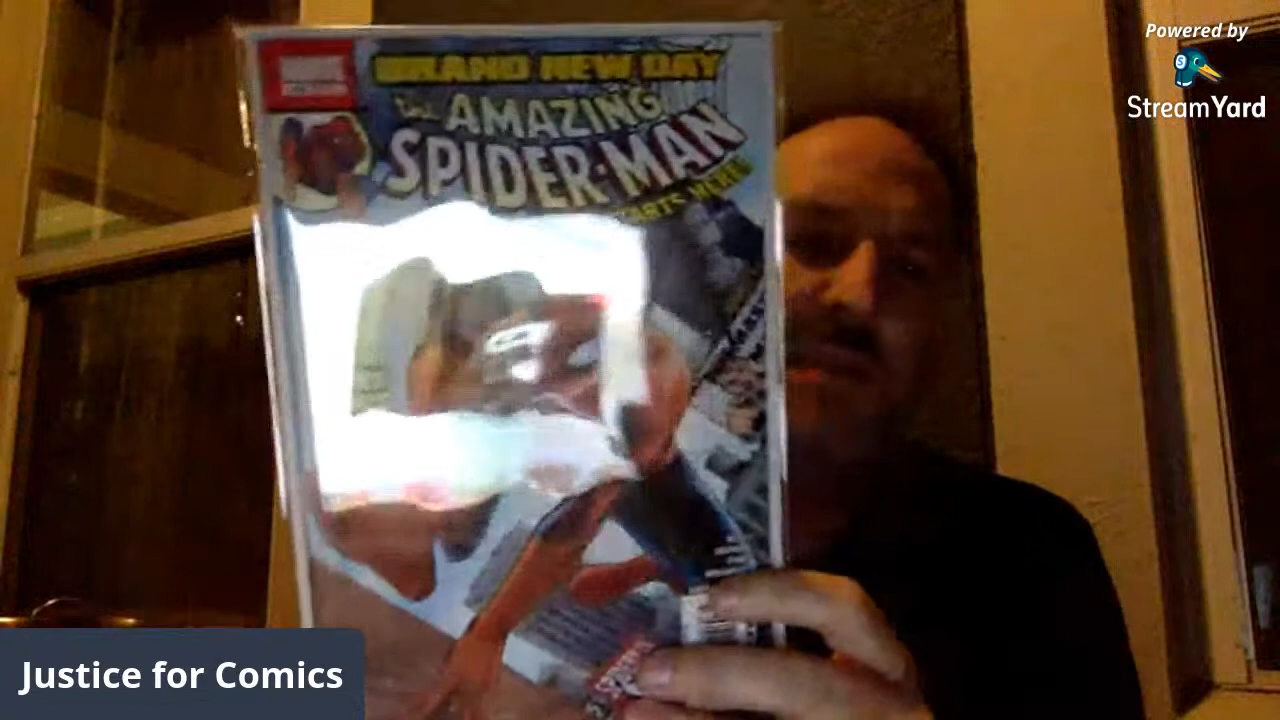 Powered by
StreamYard
BRAND NEW DAY
The AMAZING
SPIDER-MAN
STARTS HERE!
Justice for Comics